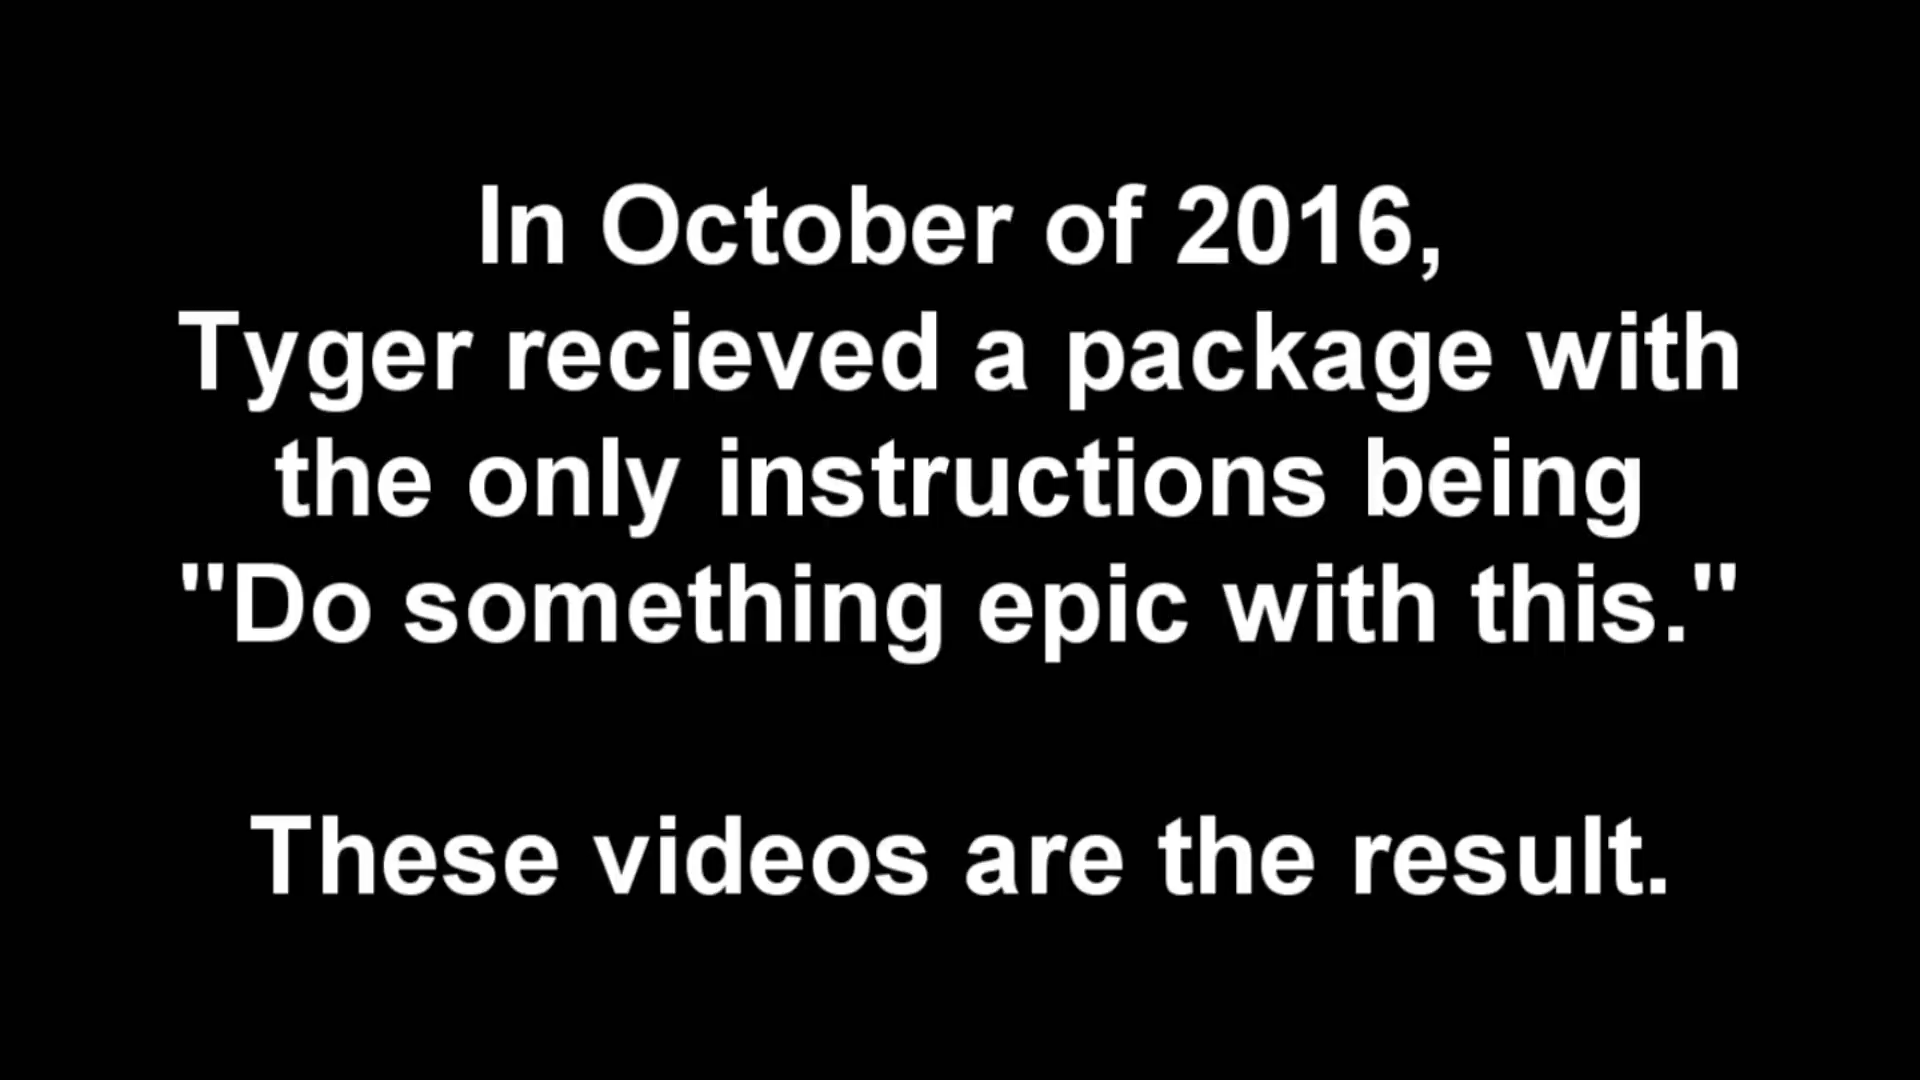 In October of 2016,
Tyger recieved a package with
the only instructions being
"Do something epic with this."
These videos are the result.